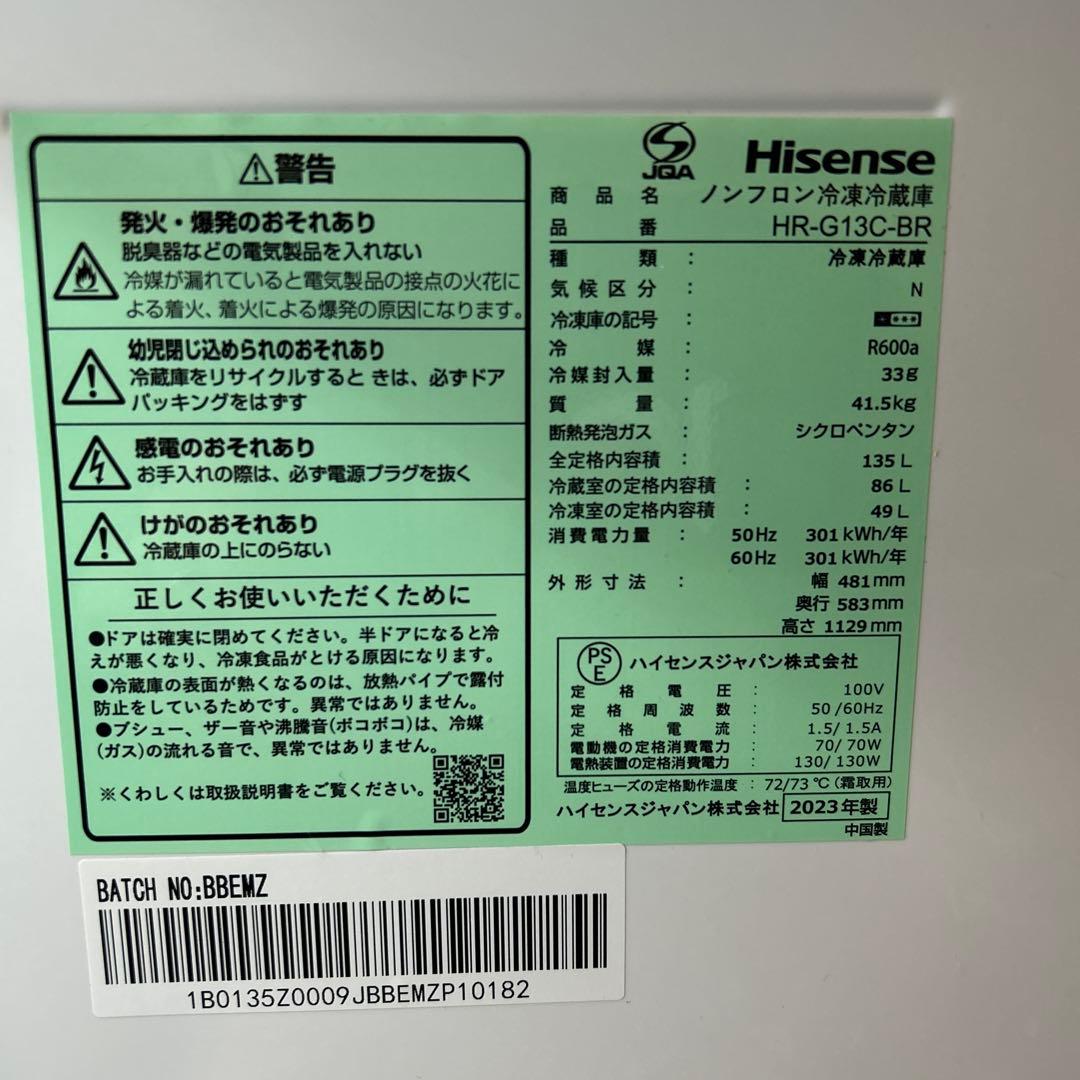 ⚠警告
発火・爆発のおそれあり
脱臭器などの電気製品を入れない
冷媒が漏れていると電気製品の接点の火花に
よる着火、着火による爆発の原因になります。
幼児閉じ込められのおそれあり
冷蔵庫をリサイクルすると きは、必ずドア
パッキングをはずす
感電のおそれあり
お手入れの際は、必ず電源プラグを抜く
けがのおそれあり
冷蔵庫の上にのらない
正しくお使いいただくために
●ドアは確実に閉めてください。半ドアになると冷
えが悪くなり、冷凍食品がとける原因になります。
●冷蔵庫の表面が熱くなるのは、放熱パイプで露付
防止をしているためです。異常ではありません。
●ブシュー、ザー音や沸騰音(ボコボコ)は、冷媒
(ガス)の流れる音で、異常ではありません。
※くわしくは取扱説明書をご覧ください。
JQA
Hisense
商品名 ノンフロン冷凍冷蔵庫
品番 HR-G13C-BR
種類 : 冷凍冷蔵庫
気候区分 : N
冷凍庫の記号 : ***
冷媒 : R600a
冷媒封入量 : 33g
質量 : 41.5kg
断熱発泡ガス : シクロペンタン
全定格内容積 : 135 L
冷蔵室の定格内容積 : 86 L
冷凍室の定格内容積 : 49 L
消費電力量 : 50Hz 301 kWh/年
60Hz 301 kWh/年
外形寸法 : 幅 481mm
奥行 583mm
高さ 1129mm
PS
E
ハイセンスジャパン株式会社
定格電圧 : 100V
定格周波数 : 50/60Hz
定格電流 : 1.5/ 1.5A
電動機の定格消費電力 : 70/ 70W
電熱装置の定格消費電力 : 130/ 130W
温度ヒューズの定格動作温度 : 72/73℃(霜取用)
ハイセンスジャパン株式会社 2023年製
中国製
BATCH NO:BBEMZ
1B0135Z0009JBBEMZP10182